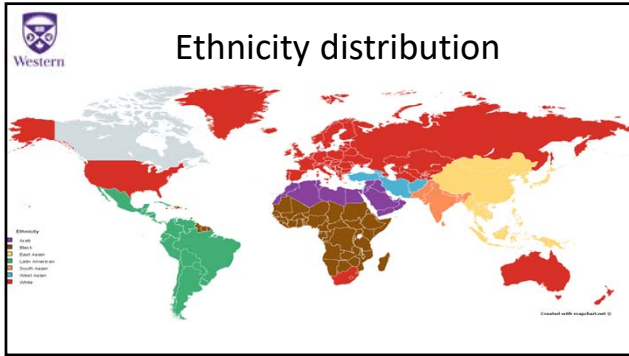 Western
Ethnicity distribution
Ethnicity
Arab
Black
East Asian
Latin American
South Asian
West Asian
White
Created with mapchart.net ©